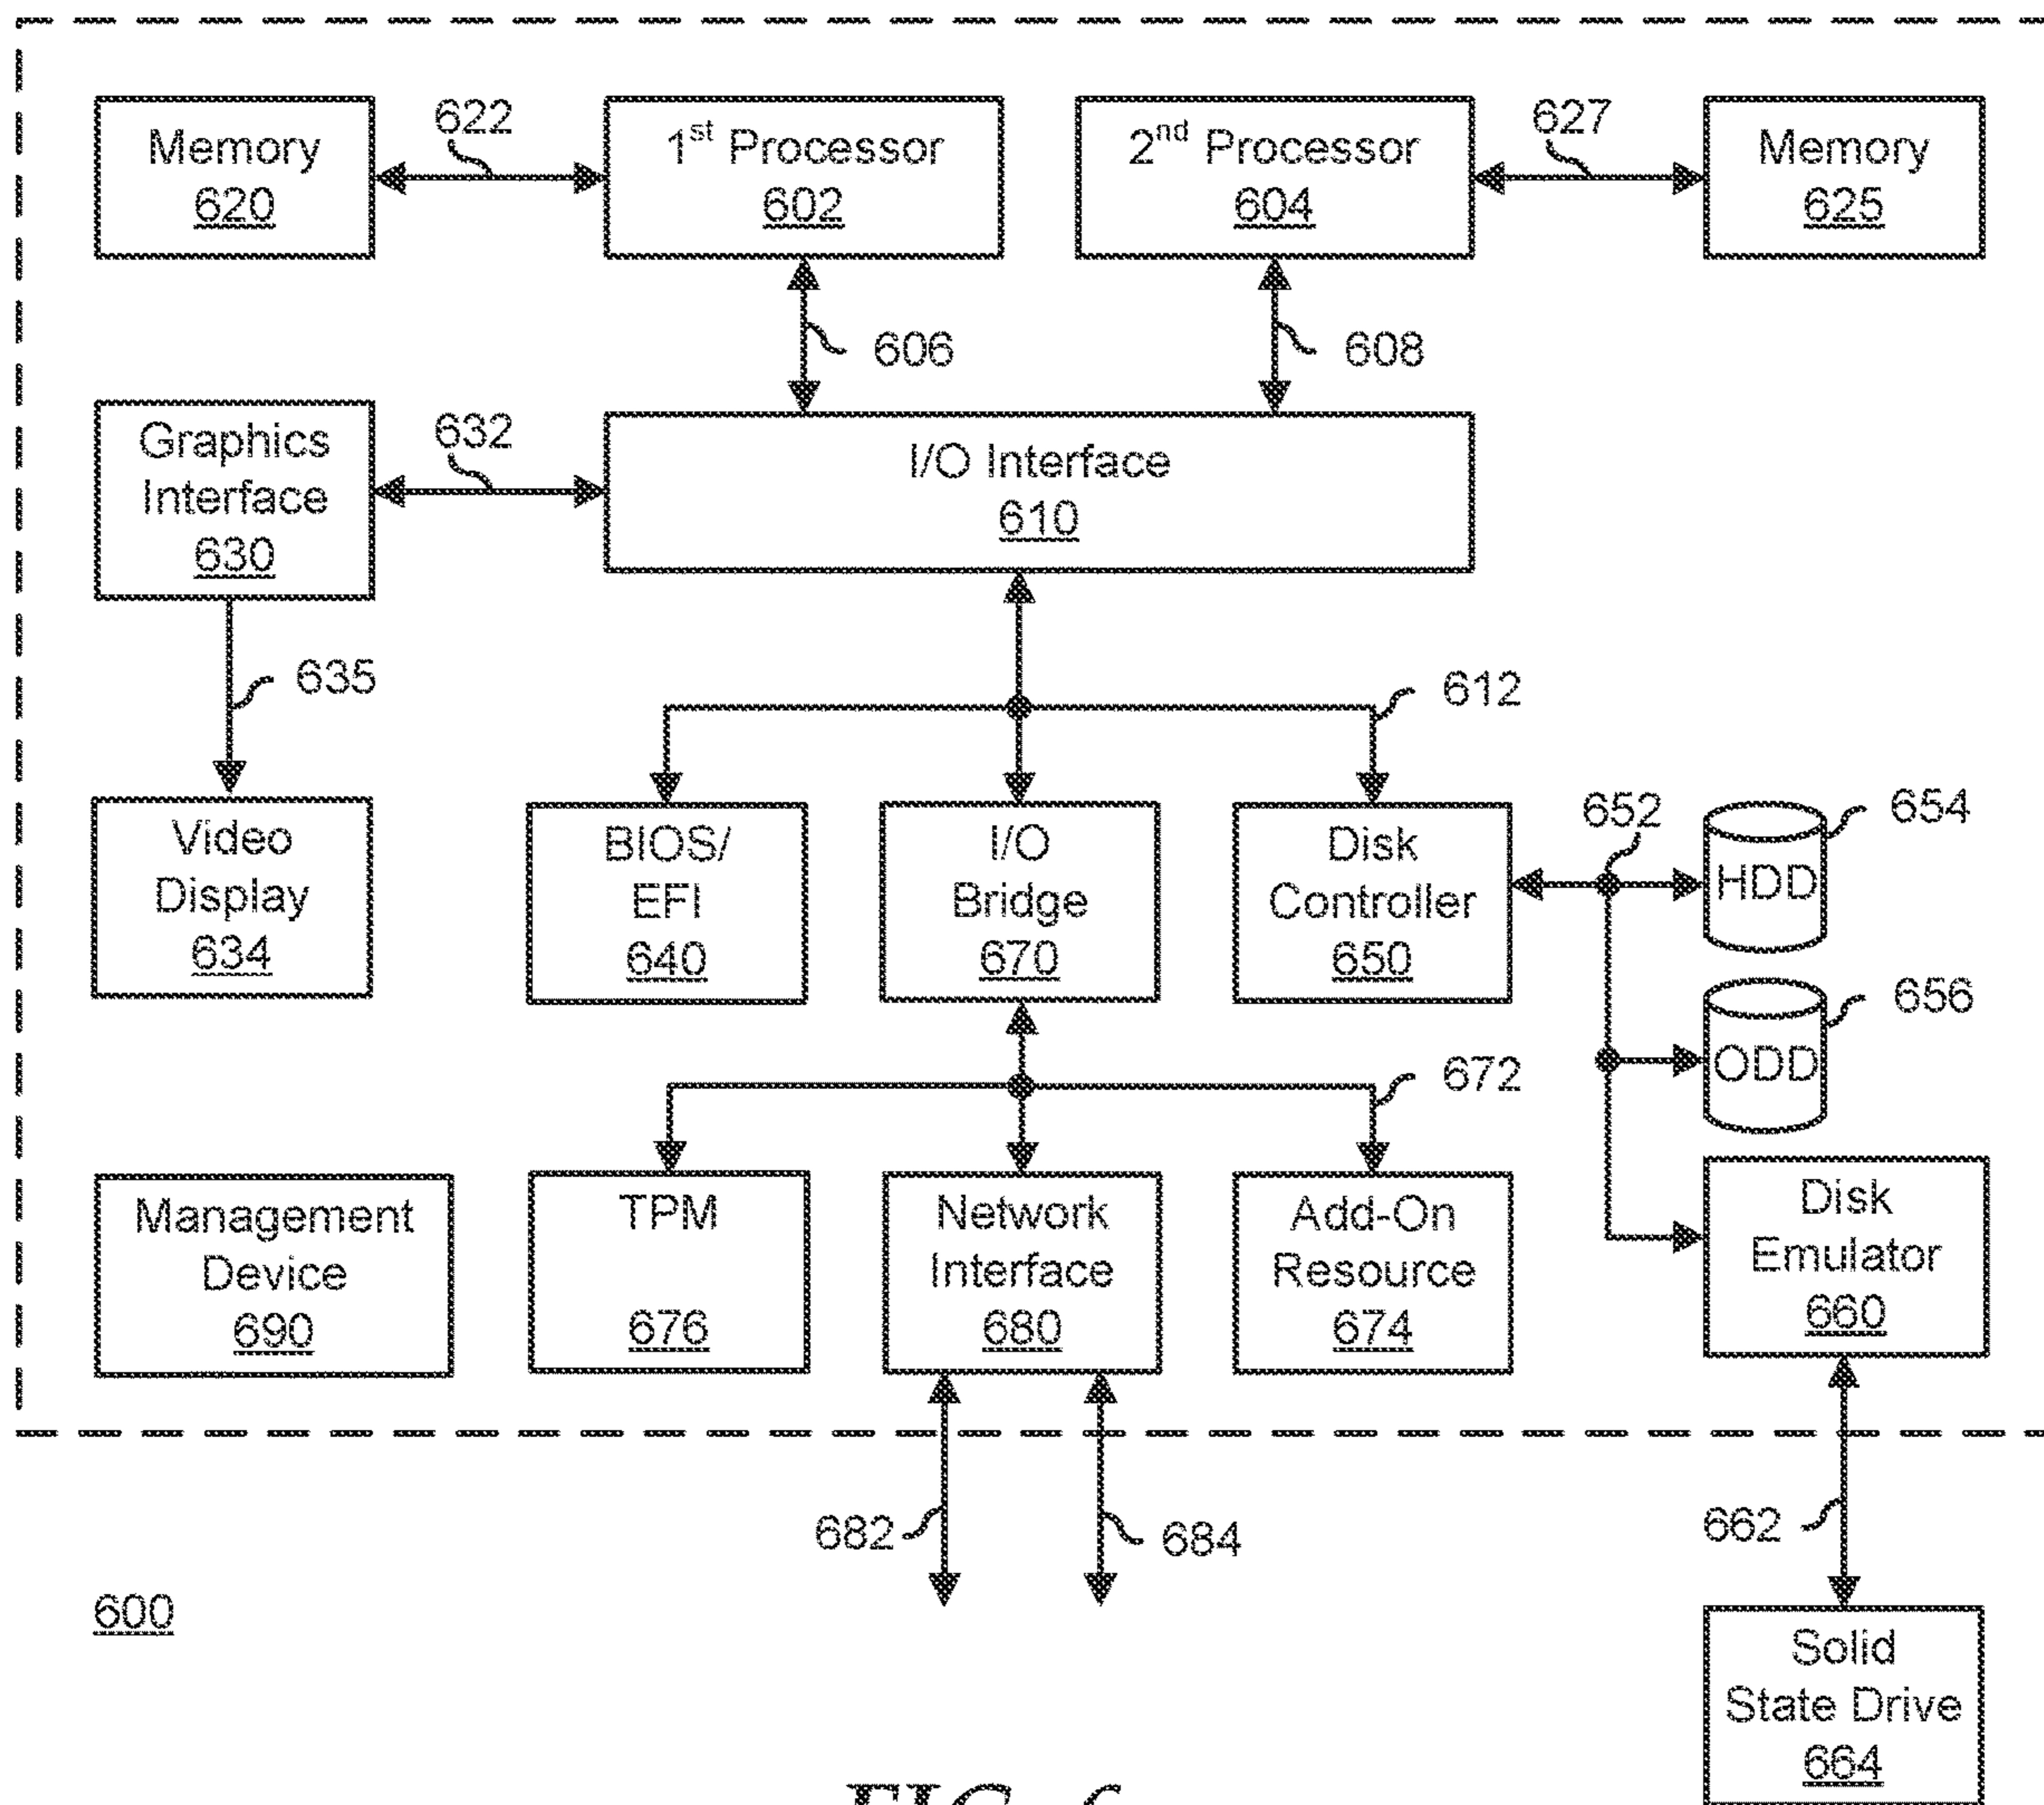 622
627
Memory
620
1st Processor
602
2nd Processor
604
Memory
625
606
608
Graphics
Interface
630
632
I/O Interface
610
635
612
Video
Display
634
BIOS/
EFI
640
I/O
Bridge
670
Disk
Controller
650
652
HDD
654
ODD
656
672
Management
Device
690
TPM
676
Network
Interface
680
Add-On
Resource
674
Disk
Emulator
660
682
684
662
600
Solid
State Drive
664
FIG. 6